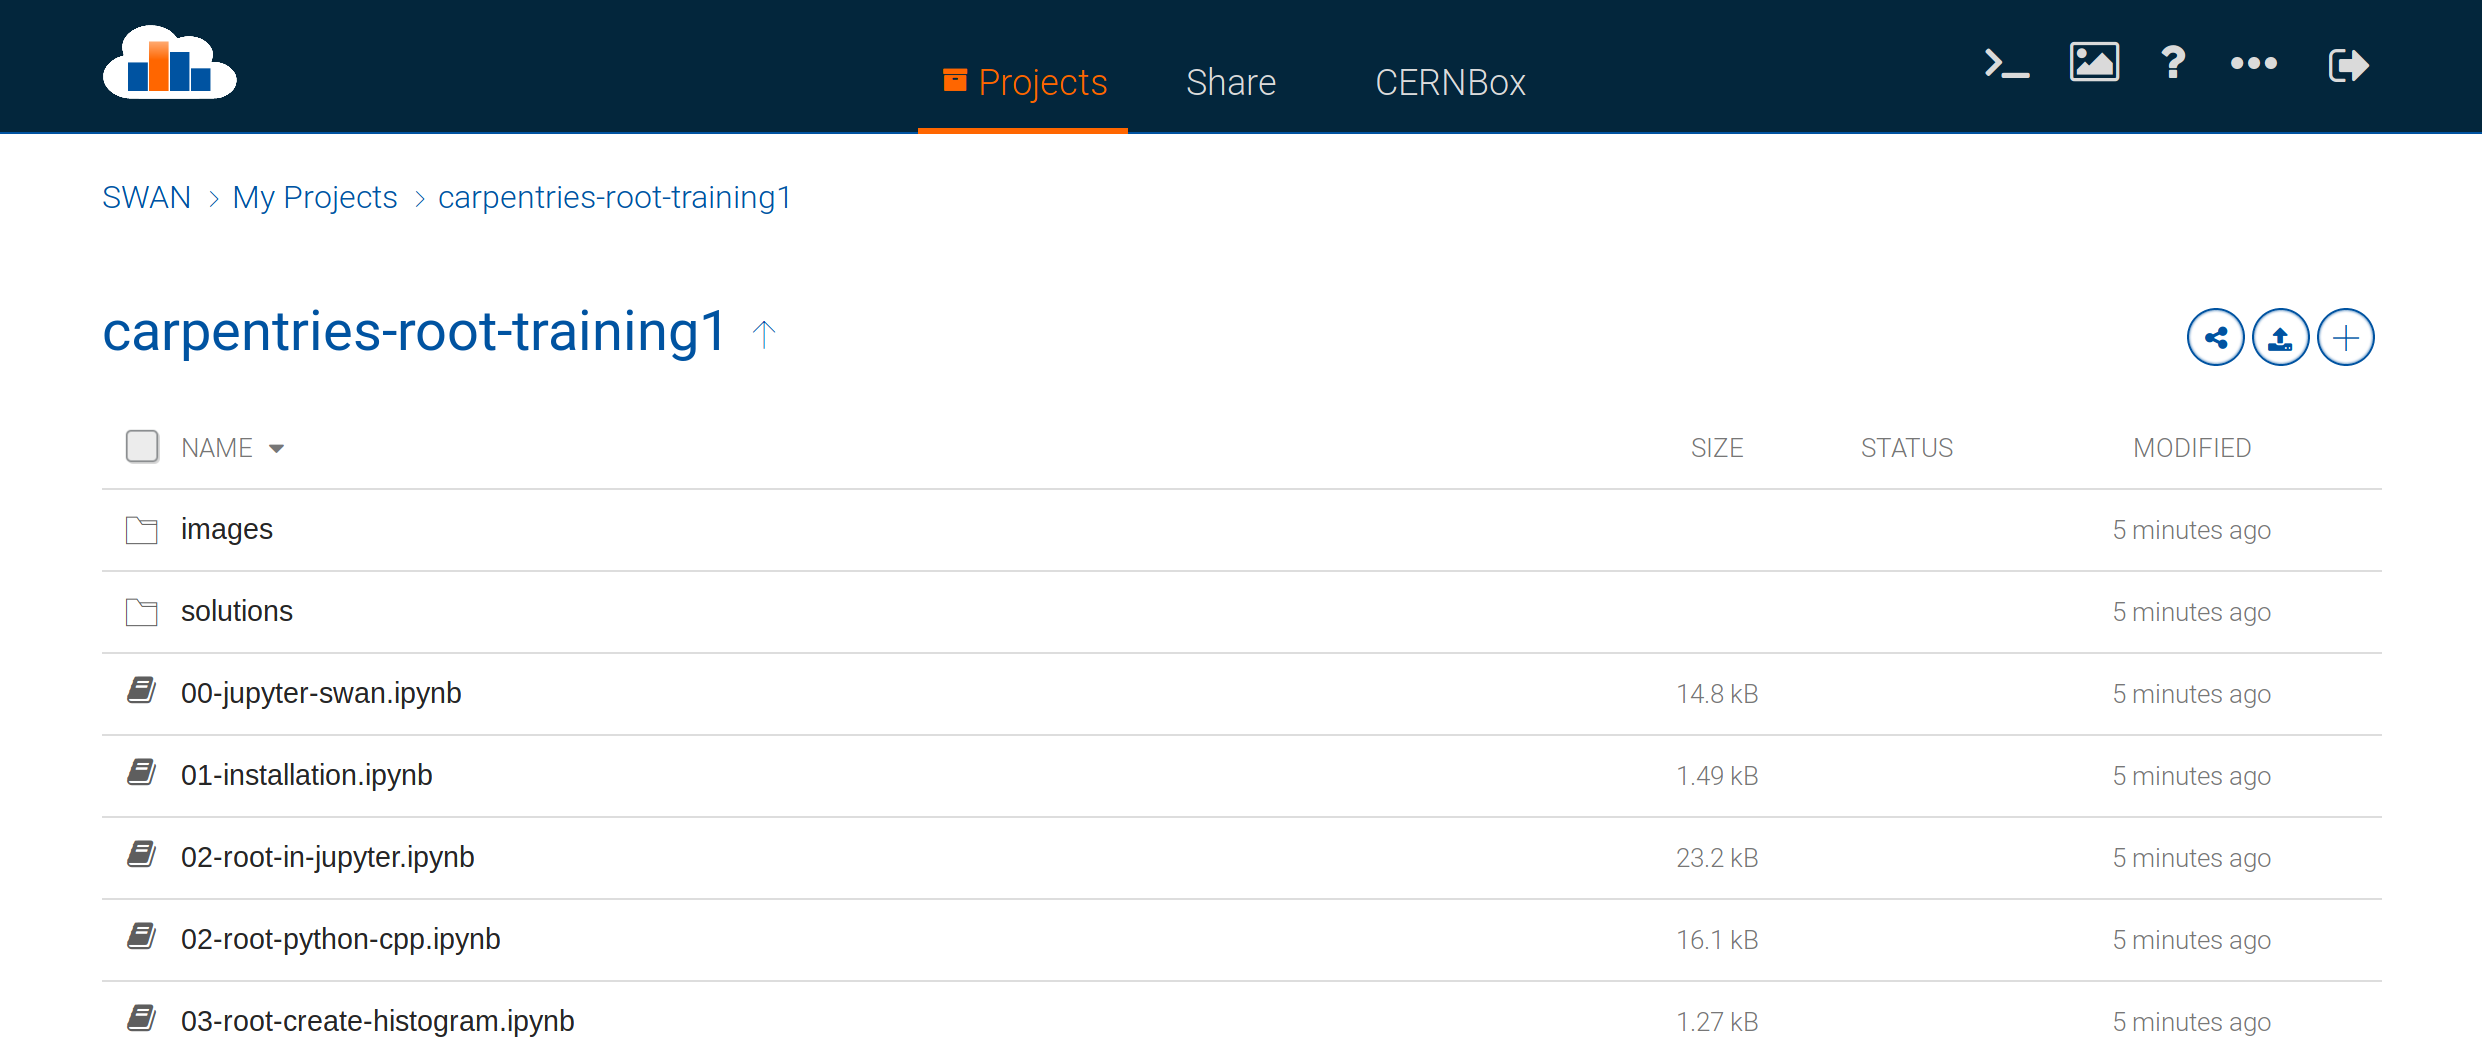 Projects Share CERNBox
SWAN > My Projects > carpentries-root-training1
carpentries-root-training1
NAME SIZE STATUS MODIFIED
images 5 minutes ago
solutions 5 minutes ago
00-jupyter-swan.ipynb 14.8 kB 5 minutes ago
01-installation.ipynb 1.49 kB 5 minutes ago
02-root-in-jupyter.ipynb 23.2 kB 5 minutes ago
02-root-python-cpp.ipynb 16.1 kB 5 minutes ago
03-root-create-histogram.ipynb 1.27 kB 5 minutes ago